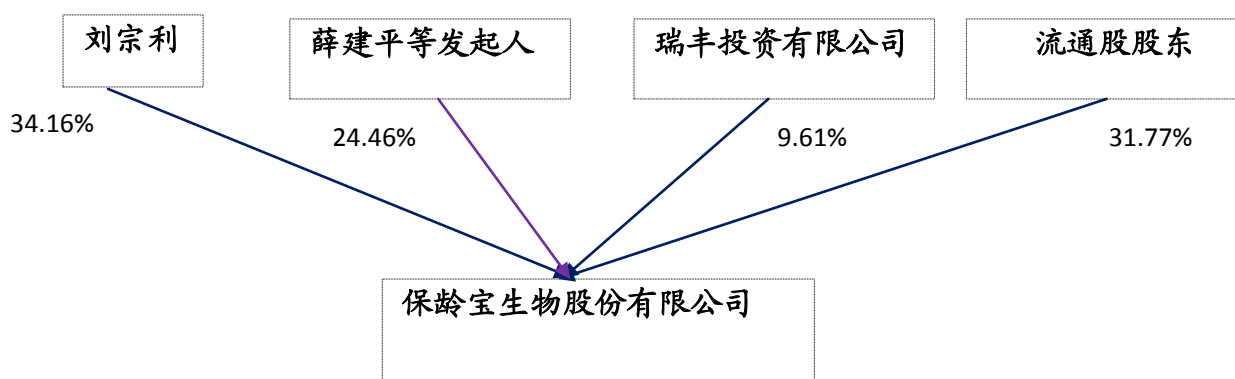 刘宗利
薛建平等发起人
瑞丰投资有限公司
流通股股东
34.16%
24.46%
9.61%
31.77%
保龄宝生物股份有限公司